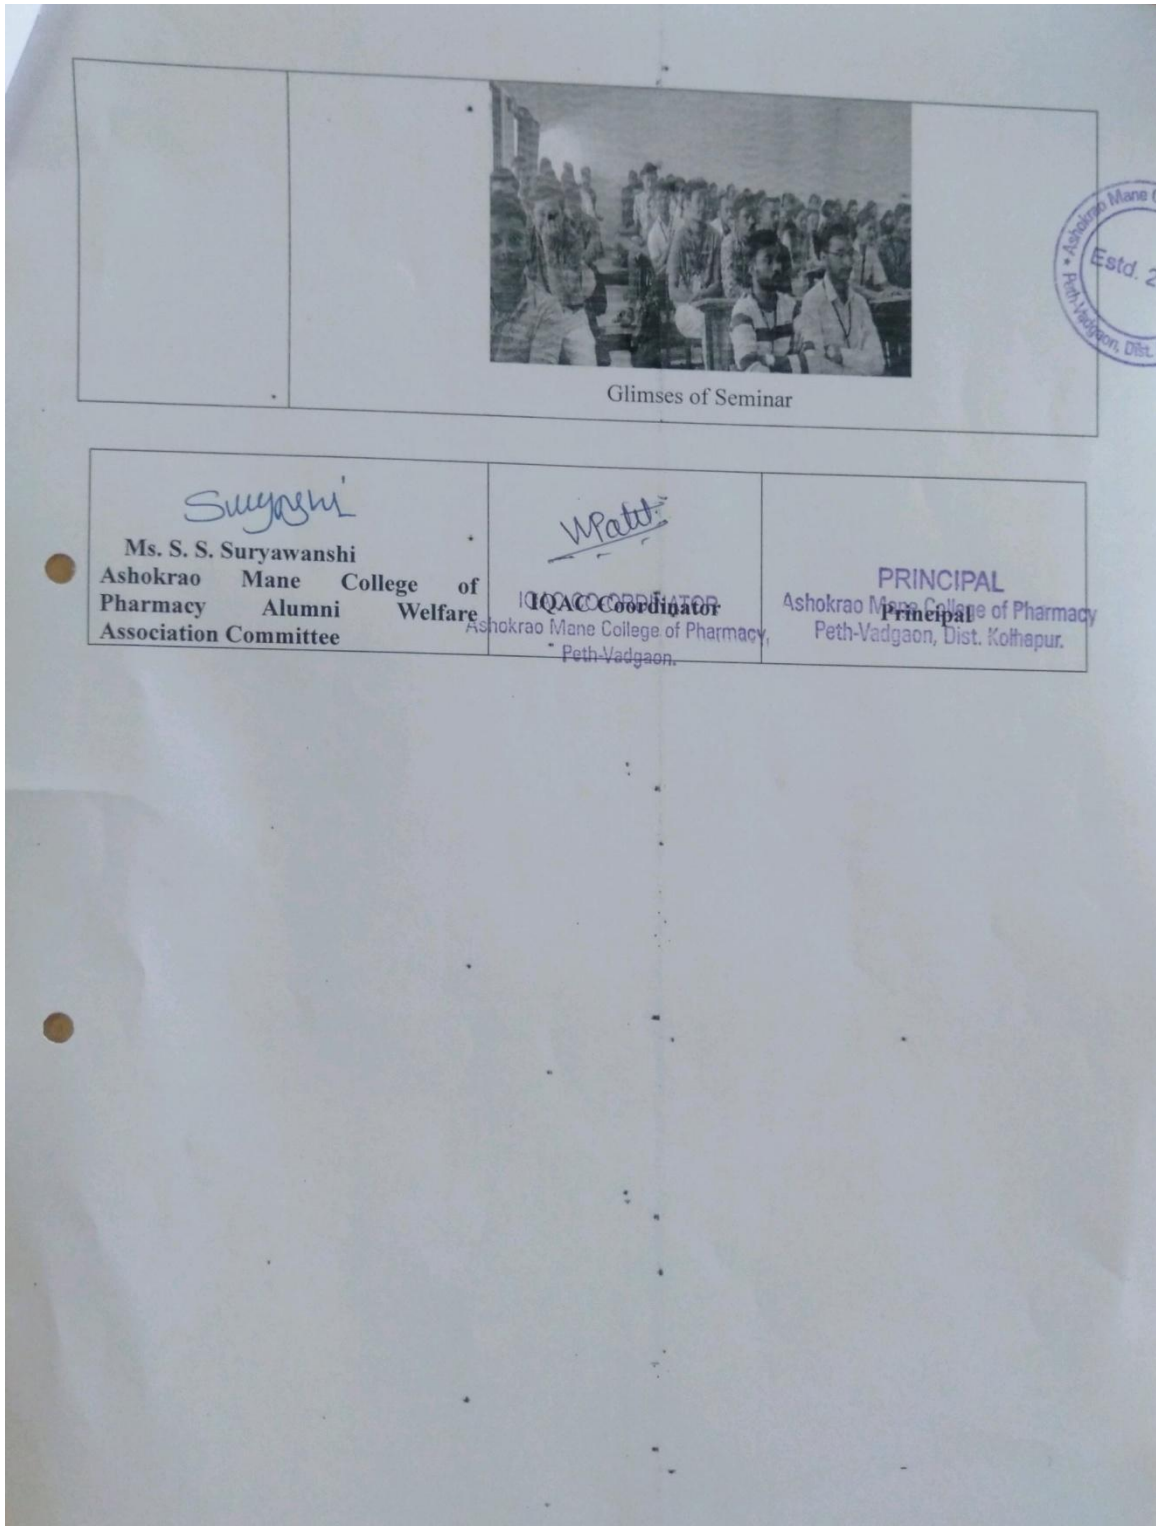 Glimses of Seminar
Ashokrao Mane
Estd. 2
Peth-Vadgaon, Dist.
Ms. S. S. Suryawanshi
Ashokrao Mane College of
Pharmacy Alumni Welfare
Association Committee
IQAC Coordinator
IQAC COORDINATOR
Ashokrao Mane College of Pharmacy,
Peth-Vadgaon.
Principal
PRINCIPAL
Ashokrao Mane College of Pharmacy
Peth-Vadgaon, Dist. Kolhapur.